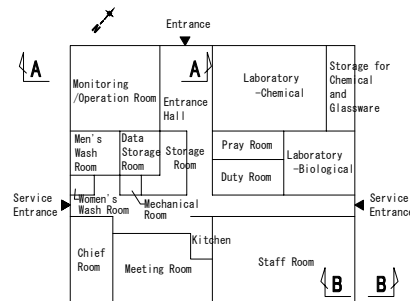 N
Entrance
A
A
Monitoring
/Operation Room
Entrance
Hall
Laboratory
-Chemical
Storage for
Chemical
and
Glassware
Men's
Wash
Room
Data
Storage
Room
Storage
Room
Pray Room
Duty Room
Laboratory
-Biological
Service
Entrance
Women's
Wash Room
Mechanical
Room
Service
Entrance
Chief
Room
Meeting Room
Kitchen
Staff Room
B
B